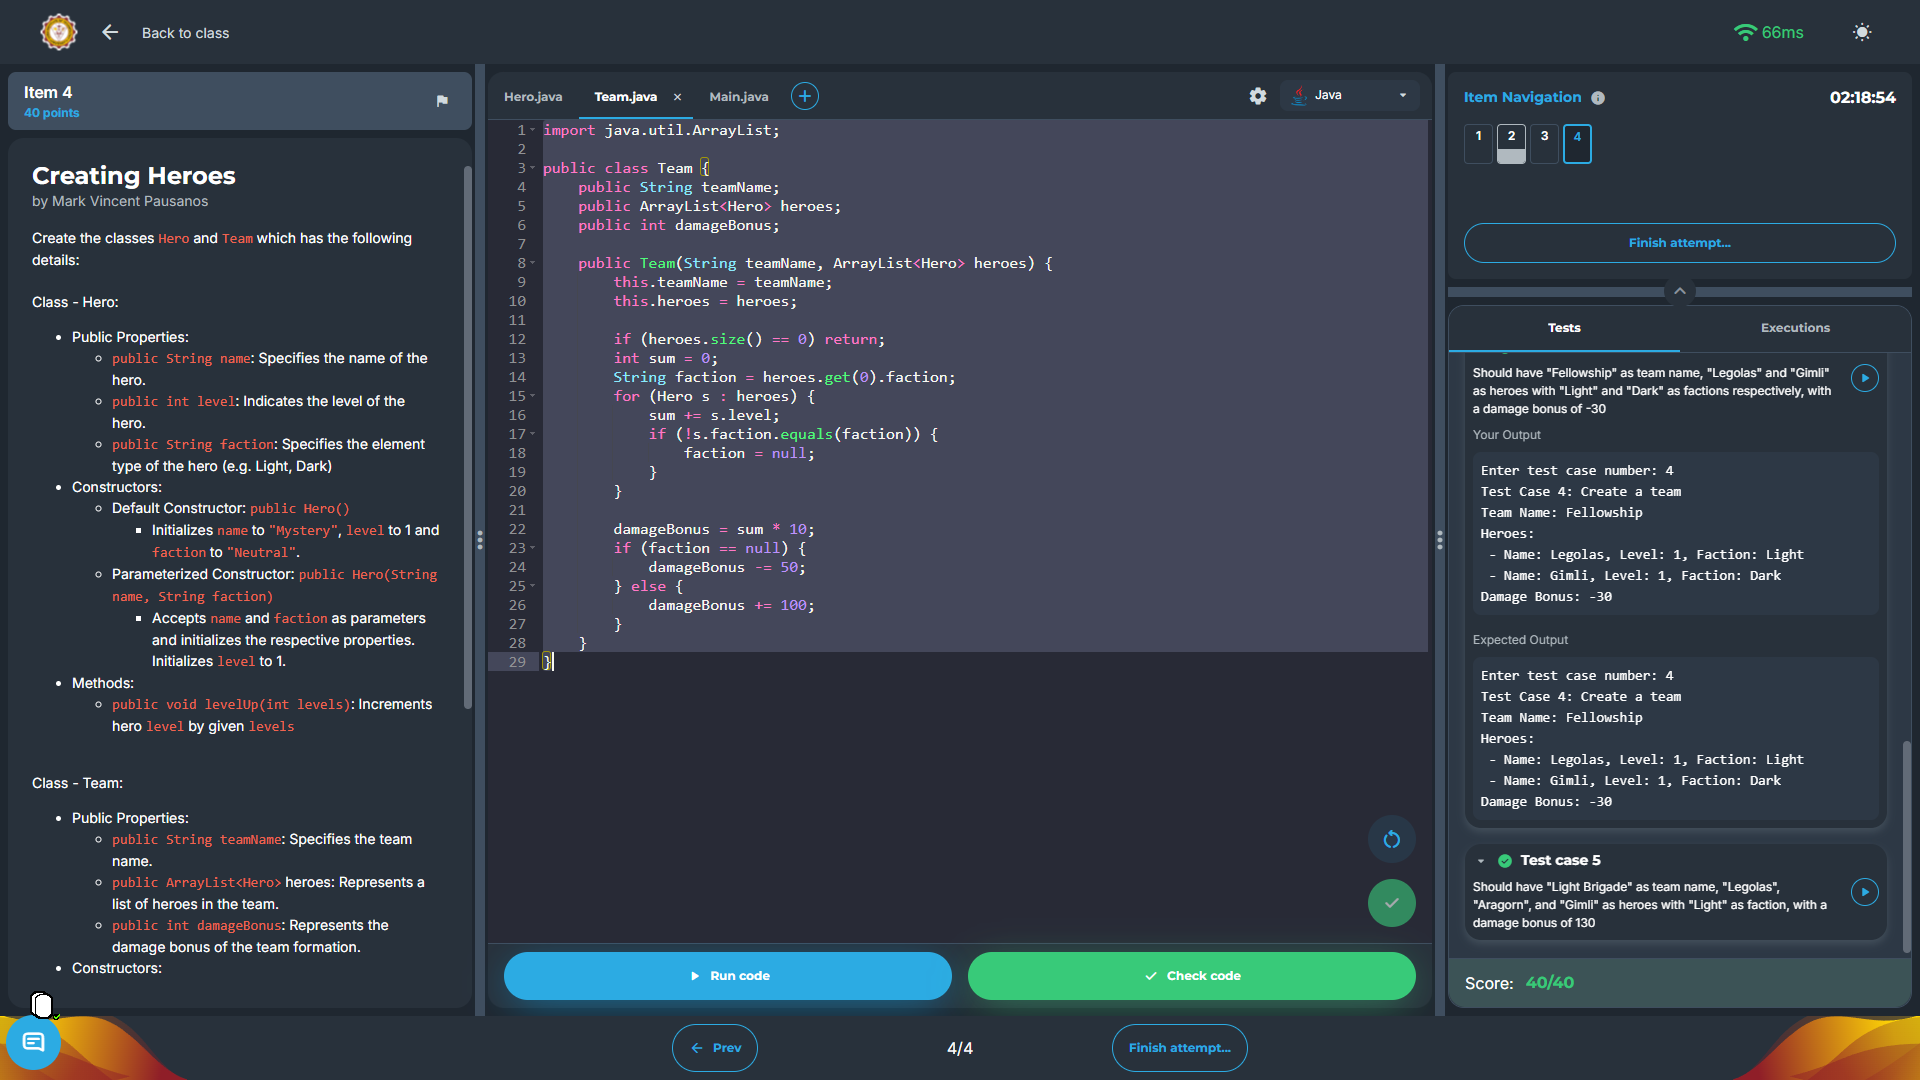 Back to class
66ms
Item 4
40 points
Creating Heroes
by Mark Vincent Pausanos
Create the classes Hero and Team which has the following
details:
Class - Hero:
Public Properties:
public String name: Specifies the name of the
hero.
public int level: Indicates the level of the
hero.
public String faction: Specifies the element
type of the hero (e.g. Light, Dark)
Constructors:
Default Constructor: public Hero()
Initializes name to "Mystery", level to 1 and
faction to "Neutral".
Parameterized Constructor: public Hero(String
name, String faction)
Accepts name and faction as parameters
and initializes the respective properties.
Initializes level to 1.
Methods:
public void levelUp(int levels): Increments
hero level by given levels
Class - Team:
Public Properties:
public String teamName: Specifies the team
name.
public ArrayList<Hero> heroes: Represents a
list of heroes in the team.
public int damageBonus: Represents the
damage bonus of the team formation.
Constructors:
Hero.java
Team.java ×
Main.java
Java
1 import java.util.ArrayList;
2
3 public class Team {
4 public String teamName;
5 public ArrayList<Hero> heroes;
6 public int damageBonus;
7
8 public Team(String teamName, ArrayList<Hero> heroes) {
9 this.teamName = teamName;
10 this.heroes = heroes;
11
12 if (heroes.size() == 0) return;
13 int sum = 0;
14 String faction = heroes.get(0).faction;
15 for (Hero s : heroes) {
16 sum += s.level;
17 if (!s.faction.equals(faction)) {
18 faction = null;
19 }
20 }
21
22 damageBonus = sum * 10;
23 if (faction == null) {
24 damageBonus -= 50;
25 } else {
26 damageBonus += 100;
27 }
28 }
29 }
Run code
Check code
Item Navigation
02:18:54
1 2 3 4
Finish attempt...
Tests
Executions
Should have "Fellowship" as team name, "Legolas" and "Gimli"
as heroes with "Light" and "Dark" as factions respectively, with
a damage bonus of -30
Your Output
Enter test case number: 4
Test Case 4: Create a team
Team Name: Fellowship
Heroes:
- Name: Legolas, Level: 1, Faction: Light
- Name: Gimli, Level: 1, Faction: Dark
Damage Bonus: -30
Expected Output
Enter test case number: 4
Test Case 4: Create a team
Team Name: Fellowship
Heroes:
- Name: Legolas, Level: 1, Faction: Light
- Name: Gimli, Level: 1, Faction: Dark
Damage Bonus: -30
Test case 5
Should have "Light Brigade" as team name, "Legolas",
"Aragorn", and "Gimli" as heroes with "Light" as faction, with a
damage bonus of 130
Score: 40/40
Prev
4/4
Finish attempt...